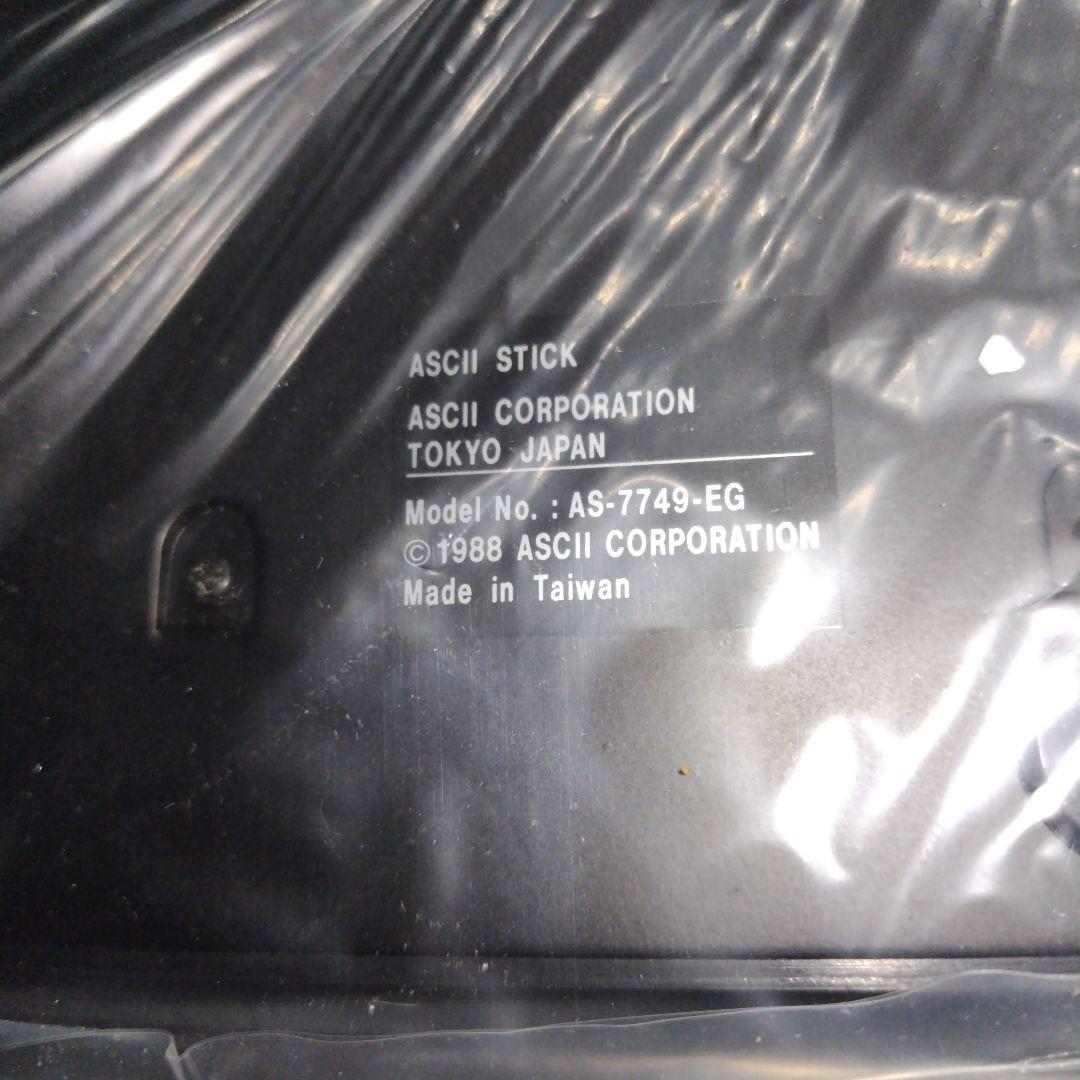 ASCII STICK
ASCII CORPORATION
TOKYO JAPAN
Model No. : AS-7749-EG
© 1988 ASCII CORPORATION
Made in Taiwan